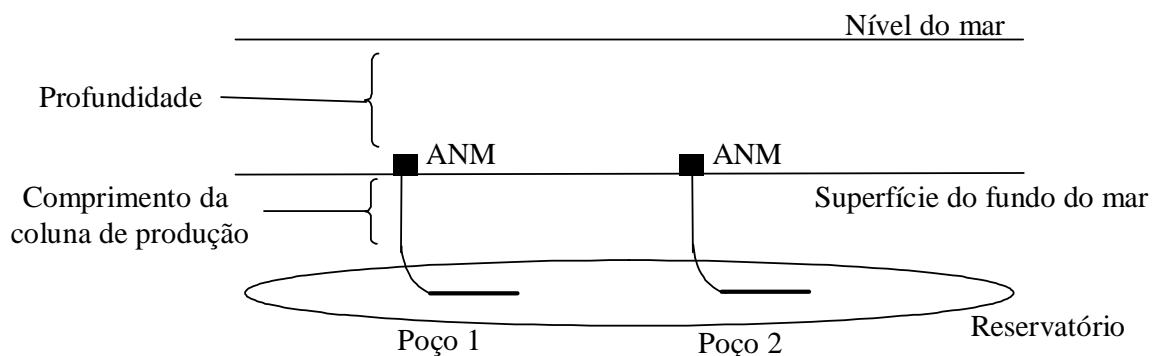 Nível do mar
Profundidade
ANM
ANM
Comprimento da
coluna de produção
Superfície do fundo do mar
Reservatório
Poço 1
Poço 2